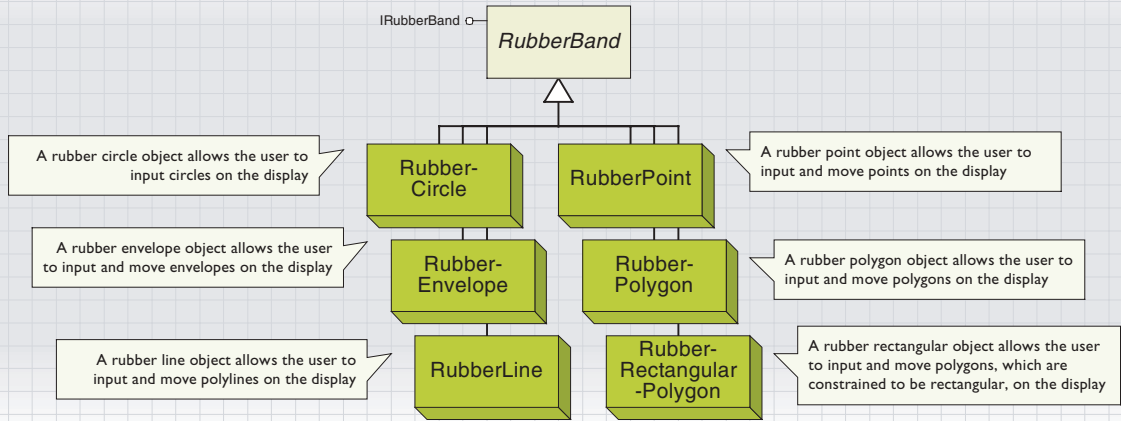 IRubberBand
RubberBand
A rubber circle object allows the user to
input circles on the display
Rubber-
Circle
RubberPoint
A rubber point object allows the user to
input and move points on the display
A rubber envelope object allows the user
to input and move envelopes on the display
Rubber-
Envelope
Rubber-
Polygon
A rubber polygon object allows the user to
input and move polygons on the display
A rubber line object allows the user to
input and move polylines on the display
RubberLine
Rubber-
Rectangular
-Polygon
A rubber rectangular object allows the user
to input and move polygons, which are
constrained to be rectangular, on the display